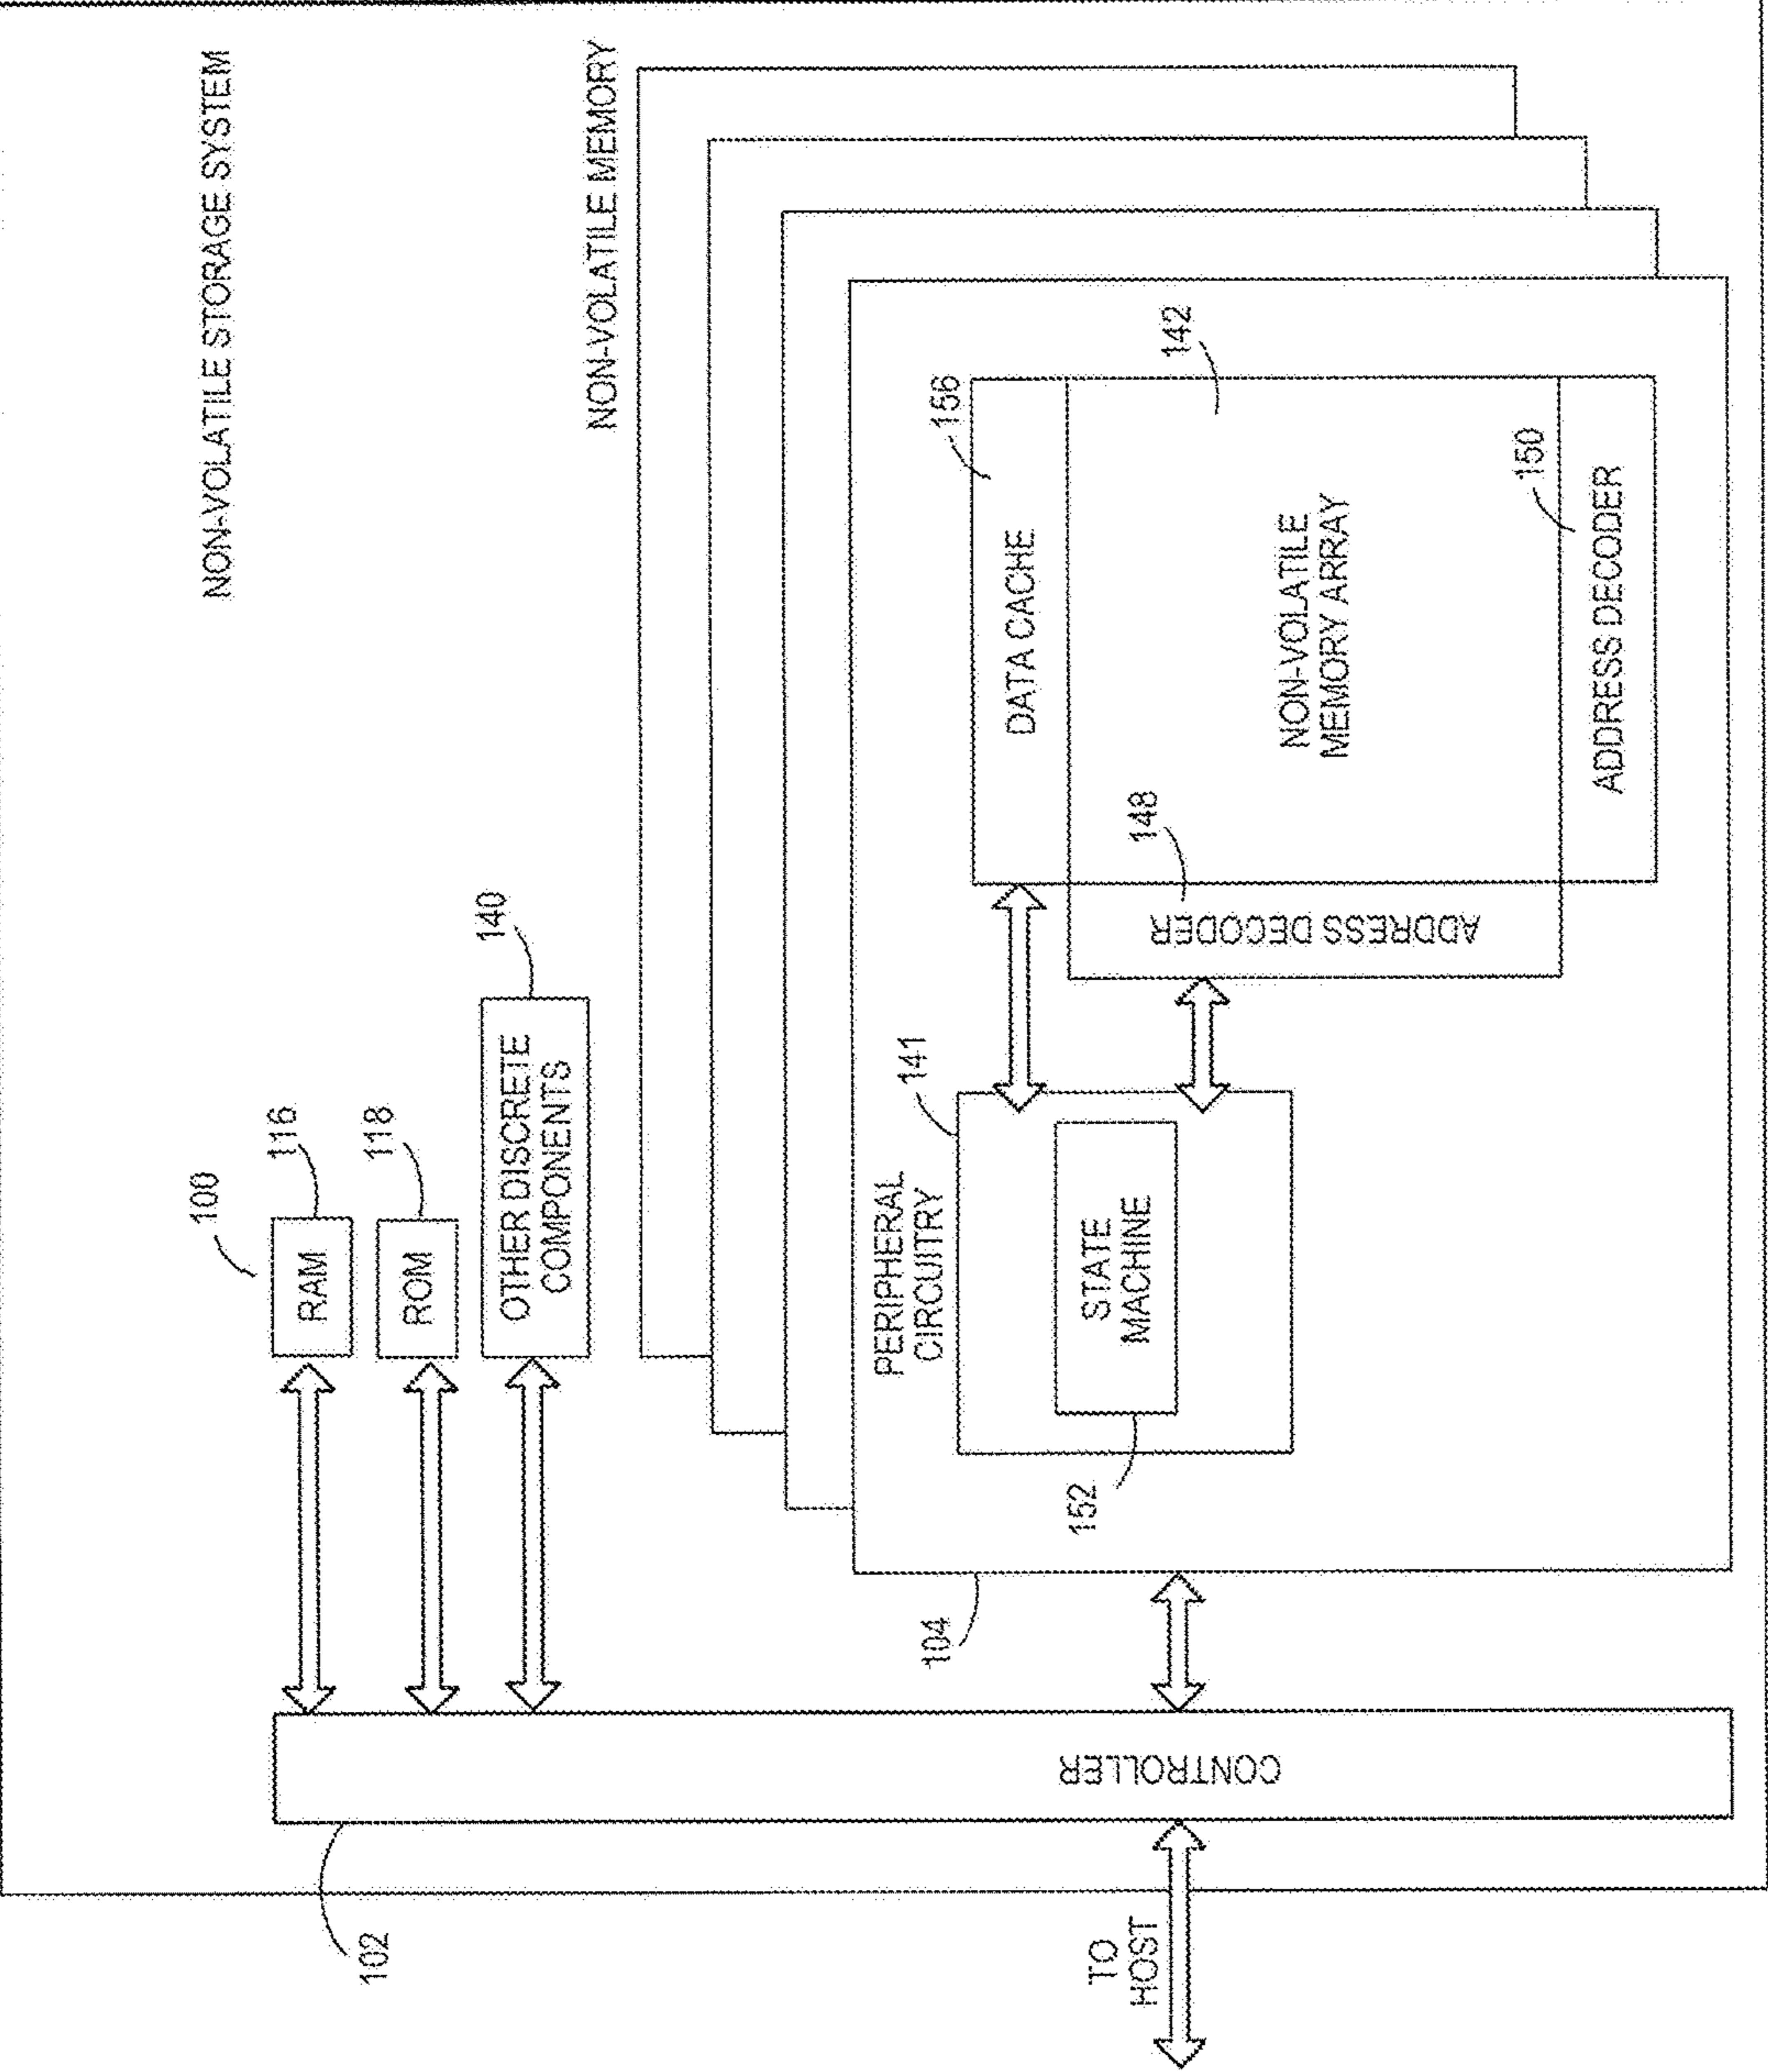 NON-VOLATILE STORAGE SYSTEM
100
116
RAM
118
ROM
140
OTHER DISCRETE
COMPONENTS
NON-VOLATILE MEMORY
102
CONTROLLER
TO
HOST
104
PERIPHERAL
CIRCUITRY
141
STATE
MACHINE
152
156
DATA CACHE
142
NON-VOLATILE
MEMORY ARRAY
148
ADDRESS DECODER
150
ADDRESS DECODER